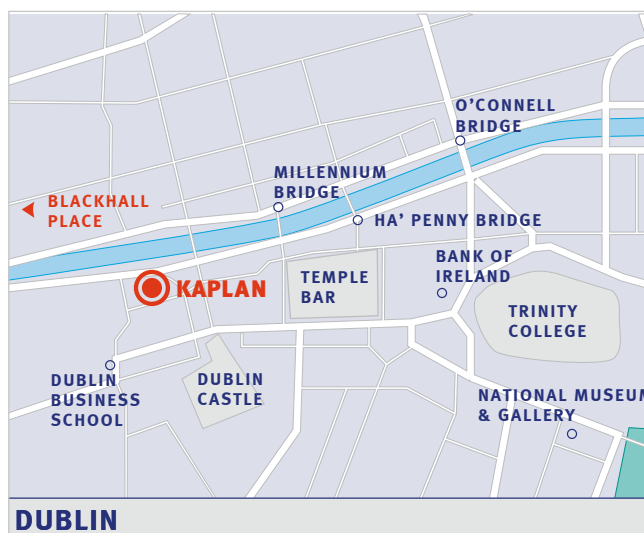 O'CONNELL
BRIDGE
MILLENNIUM
BRIDGE
BLACKHALL
PLACE
HA' PENNY BRIDGE
BANK OF
IRELAND
KAPLAN
TEMPLE
BAR
TRINITY
COLLEGE
DUBLIN
BUSINESS
SCHOOL
DUBLIN
CASTLE
NATIONAL MUSEUM
& GALLERY
DUBLIN